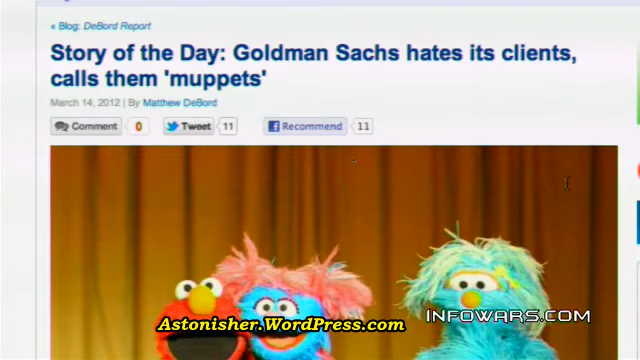 « Blog: DeBord Report
Story of the Day: Goldman Sachs hates its clients,
calls them 'muppets'
March 14, 2012 | By Matthew DeBord
Comment 0 Tweet 11 Recommend 11
INFOWARS.COM
Astonisher.WordPress.com